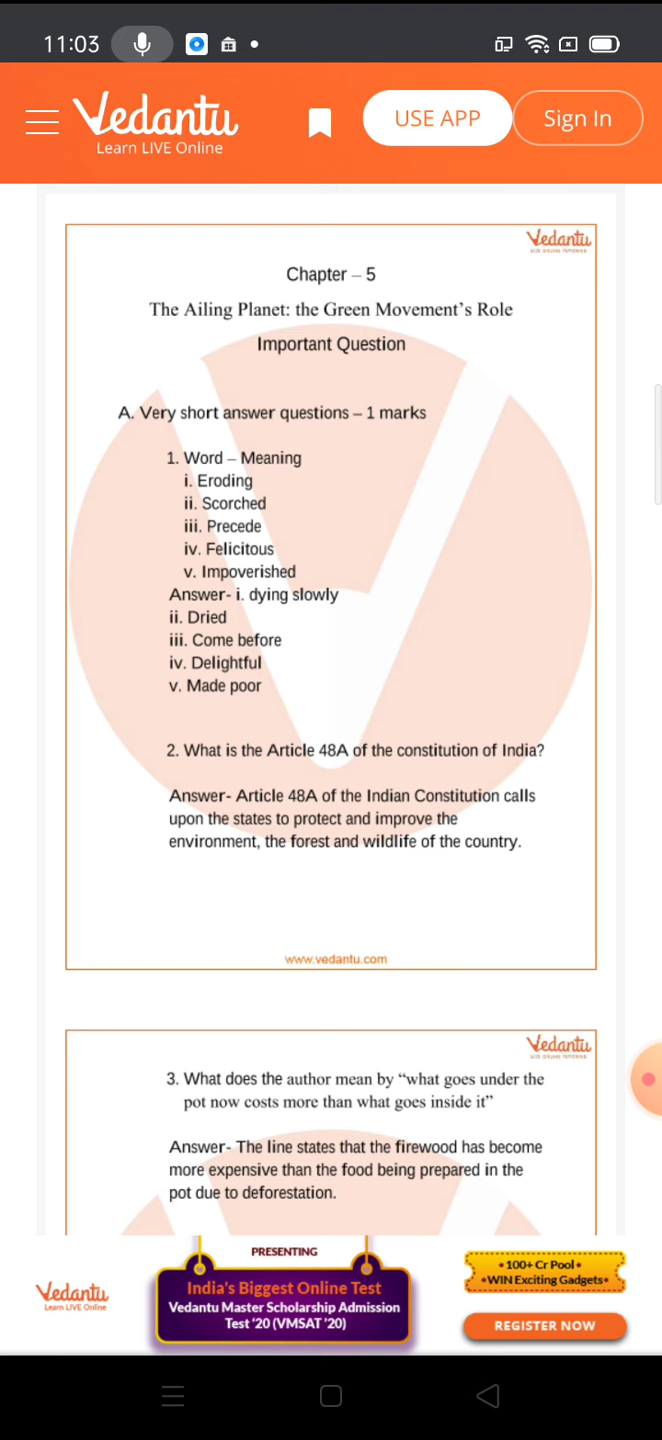 11:03
Vedantu
Learn LIVE Online
USE APP
Sign In
Vedantu
LIVE ONLINE TUTORING
Chapter – 5
The Ailing Planet: the Green Movement’s Role
Important Question
A. Very short answer questions – 1 marks
1. Word – Meaning
i. Eroding
ii. Scorched
iii. Precede
iv. Felicitous
v. Impoverished
Answer- i. dying slowly
ii. Dried
iii. Come before
iv. Delightful
v. Made poor
2. What is the Article 48A of the constitution of India?
Answer- Article 48A of the Indian Constitution calls
upon the states to protect and improve the
environment, the forest and wildlife of the country.
www.vedantu.com
Vedantu
LIVE ONLINE TUTORING
3. What does the author mean by “what goes under the
pot now costs more than what goes inside it”
Answer- The line states that the firewood has become
more expensive than the food being prepared in the
pot due to deforestation.
PRESENTING
India’s Biggest Online Test
Vedantu Master Scholarship Admission
Test ’20 (VMSAT ’20)
Vedantu
Learn LIVE Online
• 100+ Cr Pool •
•WIN Exciting Gadgets•
REGISTER NOW